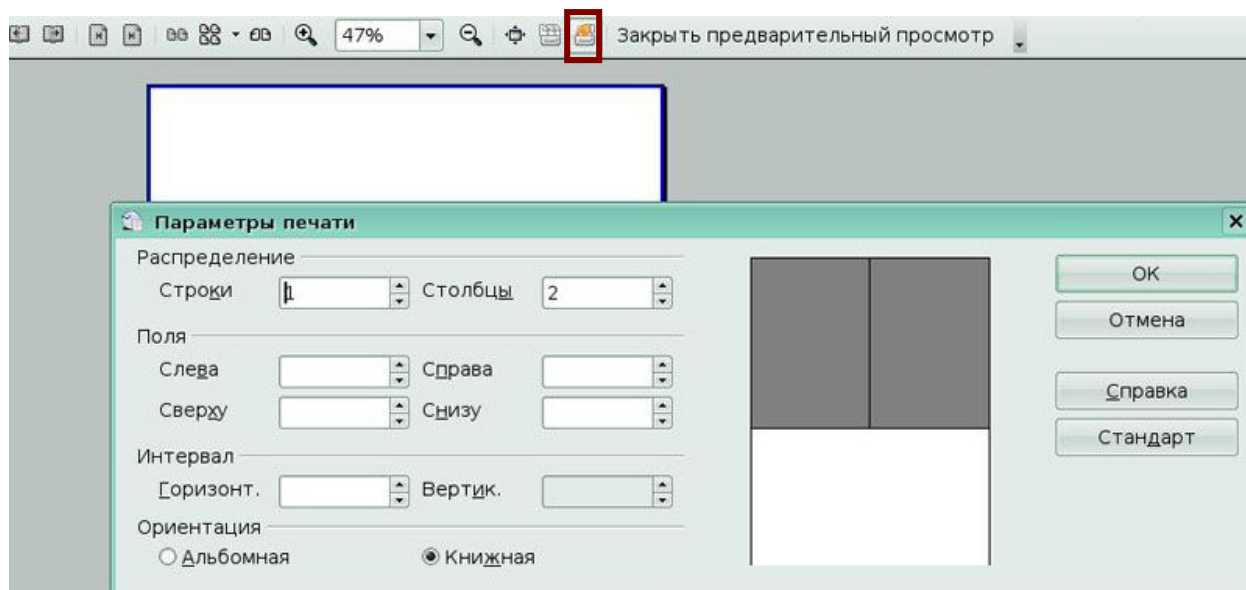 47% Закрыть предварительный просмотр
Параметры печати
Распределение
Строки 1 Столбцы 2
Поля
Слева Справа
Сверху Снизу
Интервал
Горизонт. Вертик.
Ориентация
Альбомная Книжная
ОК
Отмена
Справка
Стандарт